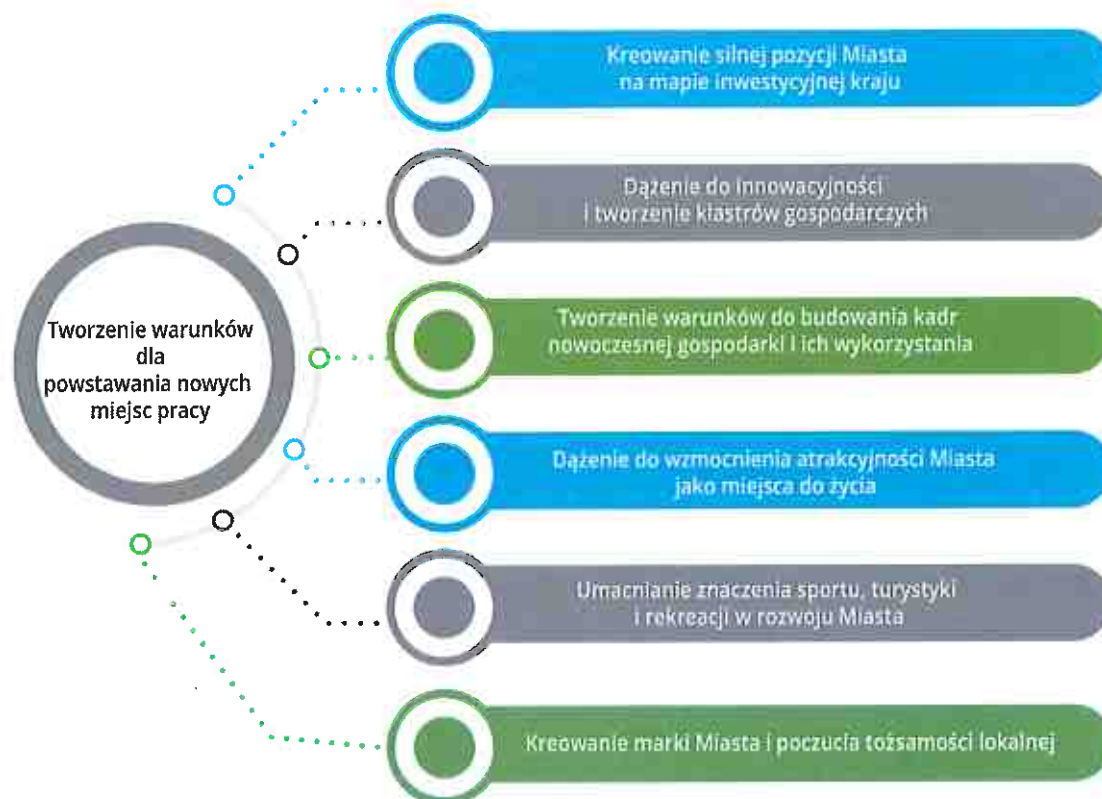 Tworzenie warunków
dla
powstawania nowych
miejsc pracy
Kreowanie silnej pozycji Miasta
na mapie inwestycyjnej kraju
Dążenie do innowacyjności
i tworzenie klastrów gospodarczych
Tworzenie warunków do budowania kadr
nowoczesnej gospodarki i ich wykorzystania
Dążenie do wzmocnienia atrakcyjności Miasta
jako miejsca do życia
Umacnianie znaczenia sportu, turystyki
i rekreacji w rozwoju Miasta
Kreowanie marki Miasta i poczucia tożsamości lokalnej